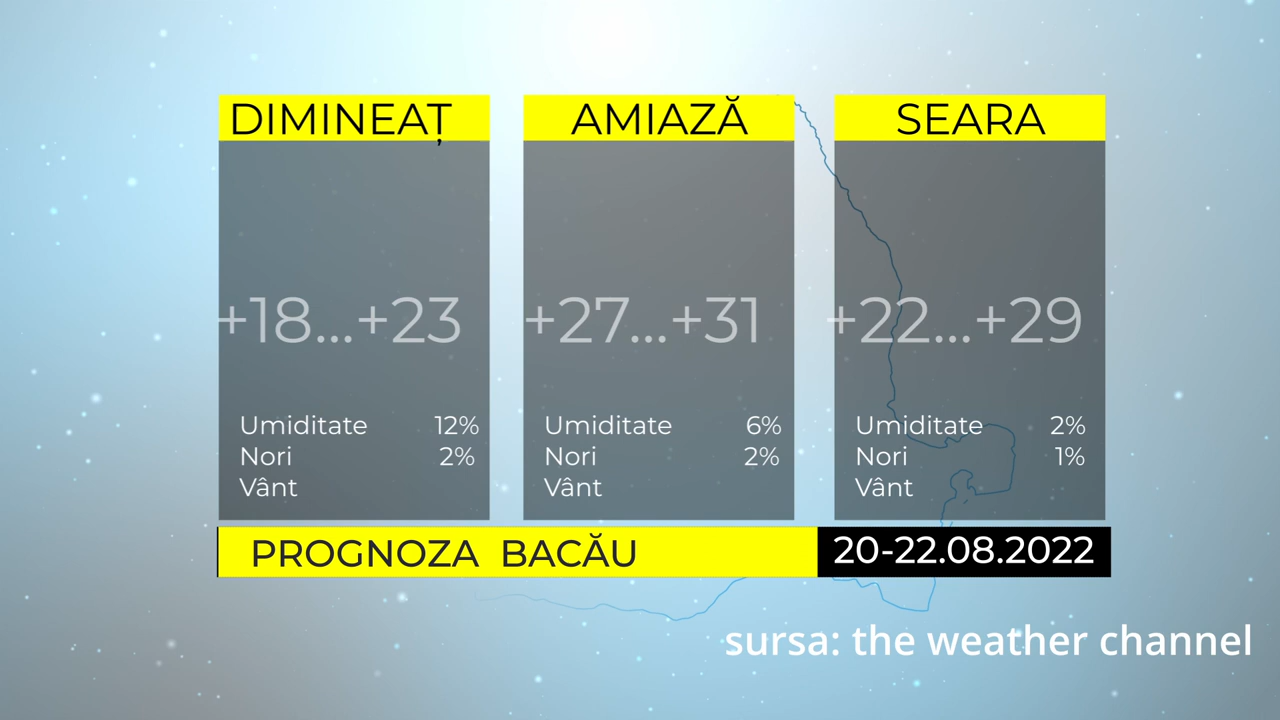 DIMINEAȚ
+18...+23
Umiditate 12%
Nori 2%
Vânt
AMIAZĂ
+27...+31
Umiditate 6%
Nori 2%
Vânt
SEARA
+22...+29
Umiditate 2%
Nori 1%
Vânt
PROGNOZA BACĂU
20-22.08.2022
sursa: the weather channel